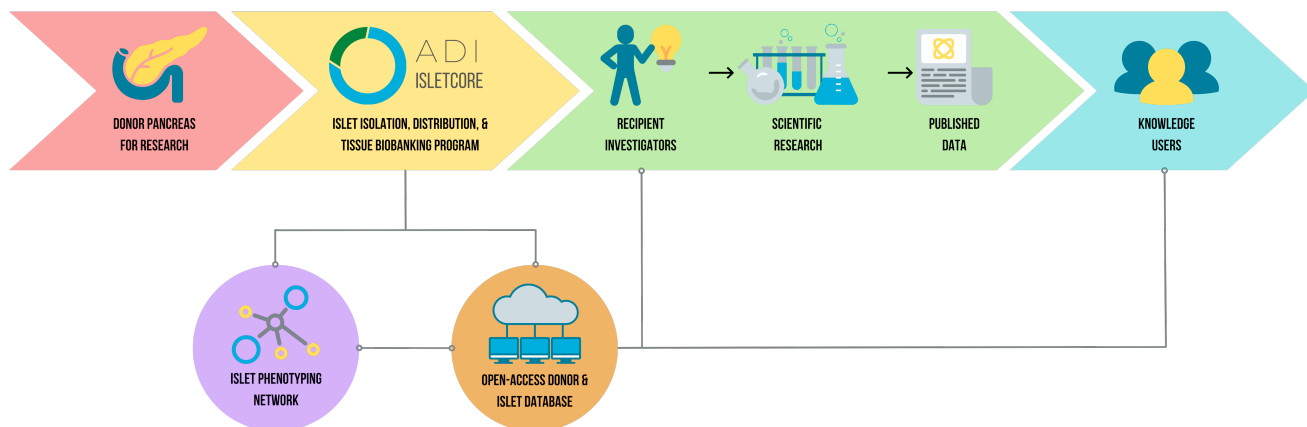 DONOR PANCREAS
FOR RESEARCH
ADI
ISLETCORE
ISLET ISOLATION, DISTRIBUTION, &
TISSUE BIOBANKING PROGRAM
RECIPIENT
INVESTIGATORS
SCIENTIFIC
RESEARCH
PUBLISHED
DATA
KNOWLEDGE
USERS
ISLET PHENOTYPING
NETWORK
OPEN-ACCESS DONOR &
ISLET DATABASE